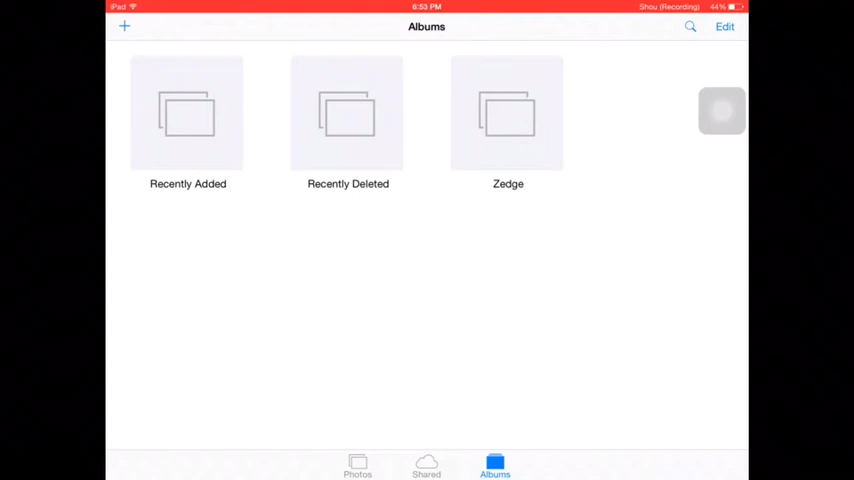 iPad 6:53 PM Shou (Recording) 44%
+ Albums Edit
Recently Added Recently Deleted Zedge
Photos Shared Albums